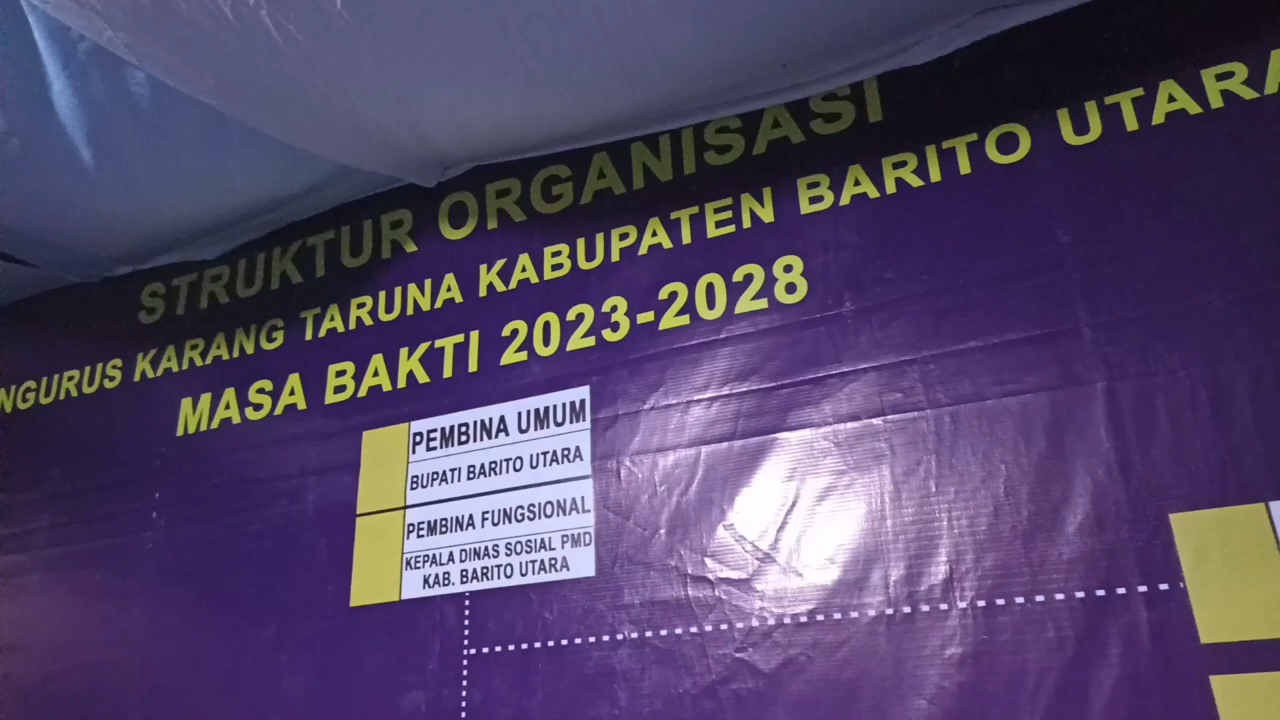 STRUKTUR ORGANISASI
NGURUS KARANG TARUNA KABUPATEN BARITO UTARA
MASA BAKTI 2023-2028
PEMBINA UMUM
BUPATI BARITO UTARA
PEMBINA FUNGSIONAL
KEPALA DINAS SOSIAL PMD
KAB. BARITO UTARA